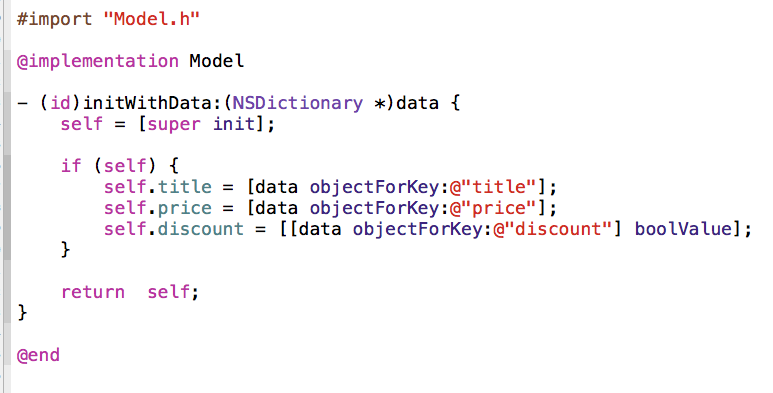 #import "Model.h"
@implementation Model
- (id)initWithData:(NSDictionary *)data {
    self = [super init];
    if (self) {
        self.title = [data objectForKey:@"title"];
        self.price = [data objectForKey:@"price"];
        self.discount = [[data objectForKey:@"discount"] boolValue];
    }
    return  self;
}
@end